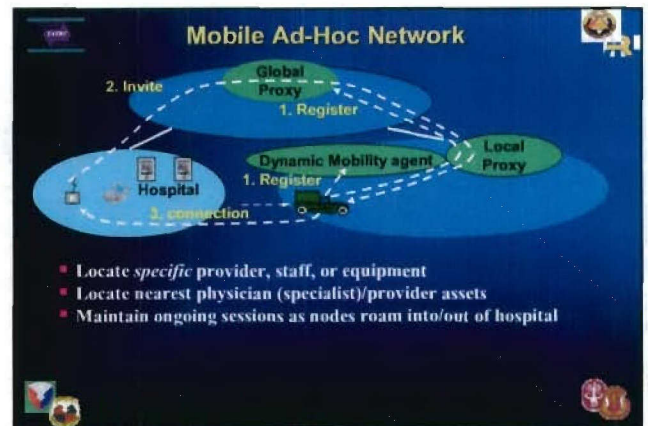 Mobile Ad-Hoc Network
Global
Proxy
2. Invite
1. Register
Local
Proxy
Dynamic Mobility agent
1. Register
Hospital
3. connection
Locate specific provider, staff, or equipment
Locate nearest physician (specialist)/provider assets
Maintain ongoing sessions as nodes roam into/out of hospital